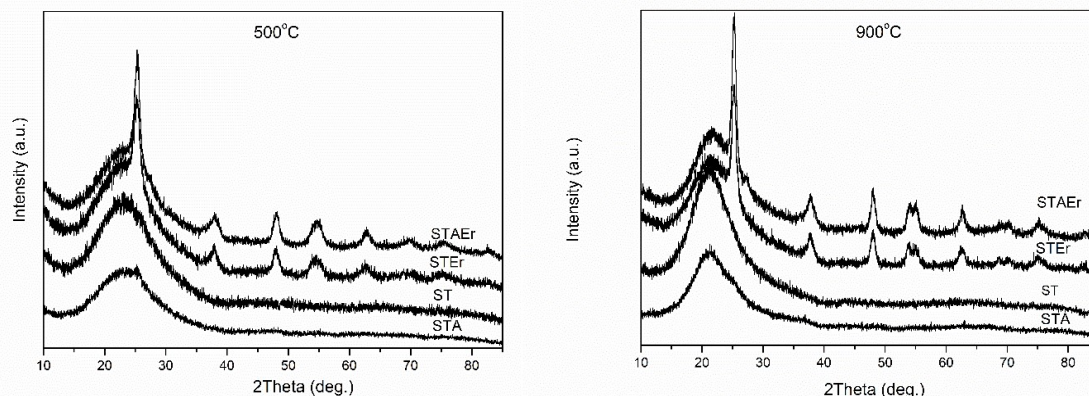 500°C
Intensity (a.u.)
STAEr
STEr
ST
STA
10 20 30 40 50 60 70 80
2Theta (deg.)
900°C
Intensity (a.u.)
STAEr
STEr
ST
STA
10 20 30 40 50 60 70 80
2Theta (deg.)